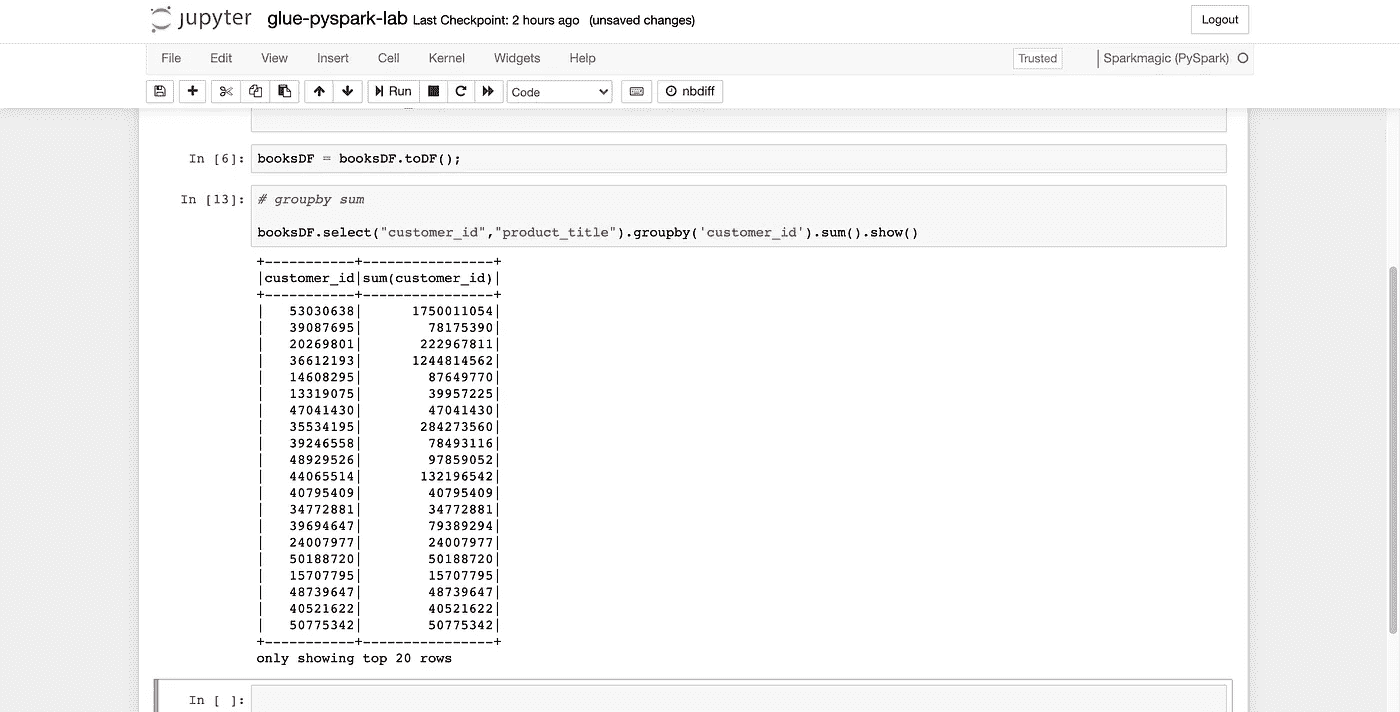 jupyter glue-pyspark-lab Last Checkpoint: 2 hours ago (unsaved changes) Logout
File Edit View Insert Cell Kernel Widgets Help Trusted Sparkmagic (PySpark)
Run Code nbdiff
In [6]: booksDF = booksDF.toDF();
In [13]: # groupby sum
booksDF.select("customer_id","product_title").groupby('customer_id').sum().show()
+-----------+----------------+
|customer_id|sum(customer_id)|
+-----------+----------------+
| 53030638| 1750011054|
| 39087695| 78175390|
| 20269801| 222967811|
| 36612193| 1244814562|
| 14608295| 87649770|
| 13319075| 39957225|
| 47041430| 47041430|
| 35534195| 284273560|
| 39246558| 78493116|
| 48929526| 97859052|
| 44065514| 132196542|
| 40795409| 40795409|
| 34772881| 34772881|
| 39694647| 79389294|
| 24007977| 24007977|
| 50188720| 50188720|
| 15707795| 15707795|
| 48739647| 48739647|
| 40521622| 40521622|
| 50775342| 50775342|
+-----------+----------------+
only showing top 20 rows
In [ ]: